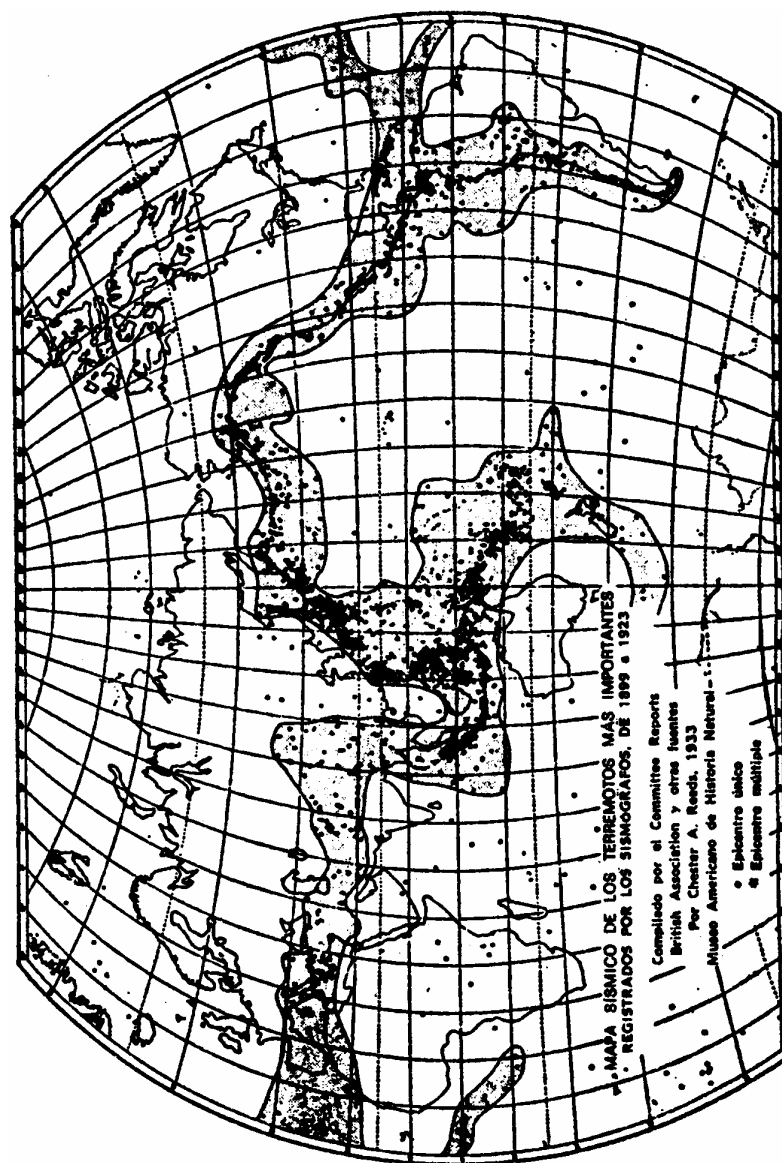 MAPA SÍSMICO DE LOS TERREMOTOS MAS IMPORTANTES
REGISTRADOS POR LOS SISMOGRAFOS, DE 1899 a 1923
Compilado por el Committee Reports
British Association y otras fuentes
Por Chester A. Reeds, 1933
Museo Americano de Historia Natural
Epicentro único
Epicentro múltiple